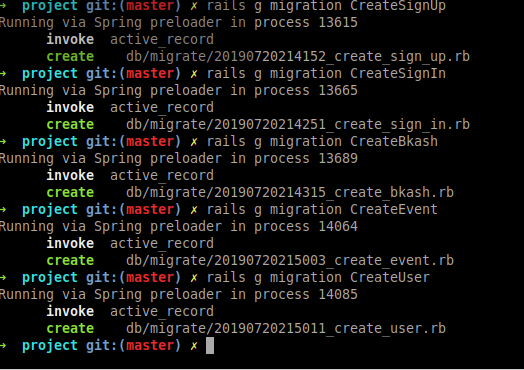 → project git:(master) ✗ rails g migration CreateSignUp
Running via Spring preloader in process 13615
invoke active_record
create db/migrate/20190720214152_create_sign_up.rb
→ project git:(master) ✗ rails g migration CreateSignIn
Running via Spring preloader in process 13665
invoke active_record
create db/migrate/20190720214251_create_sign_in.rb
→ project git:(master) ✗ rails g migration CreateBkash
Running via Spring preloader in process 13689
invoke active_record
create db/migrate/20190720214315_create_bkash.rb
→ project git:(master) ✗ rails g migration CreateEvent
Running via Spring preloader in process 14064
invoke active_record
create db/migrate/20190720215003_create_event.rb
→ project git:(master) ✗ rails g migration CreateUser
Running via Spring preloader in process 14085
invoke active_record
create db/migrate/20190720215011_create_user.rb
→ project git:(master) ✗